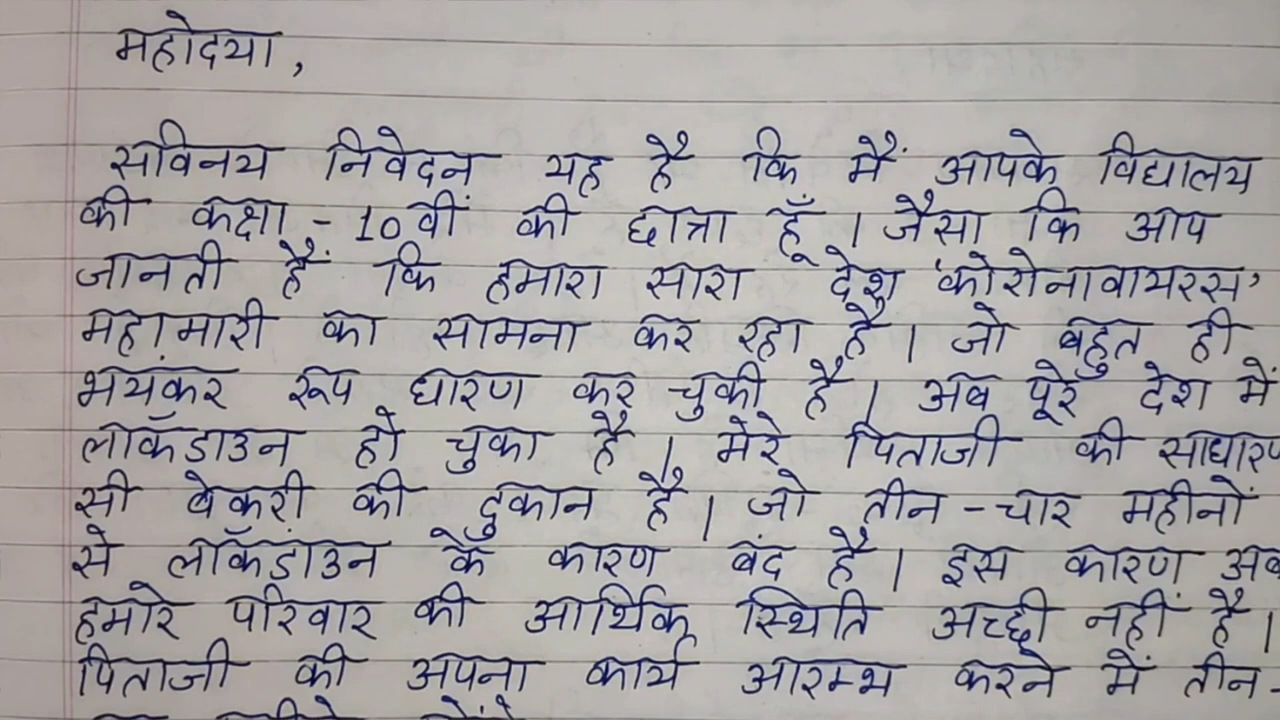 महोदया,
सविनय निवेदन यह है कि मैं आपके विद्यालय
की कक्षा - 10वीं की छात्रा हूँ। जैसा कि आप
जानती हैं कि हमारा सारा देश 'कोरोनावायरस'
महामारी का सामना कर रहा है। जो बहुत ही
भयंकर रूप धारण कर चुकी है। अब पूरे देश में
लॉकडाउन हो चुका है। मेरे पिताजी की साधारण
सी बेकरी की दुकान है। जो तीन - चार महीनों
से लॉकडाउन के कारण बंद है। इस कारण अब
हमारे परिवार की आर्थिक स्थिति अच्छी नहीं है।
पिताजी की अपना कार्य आरम्भ करने में तीन-